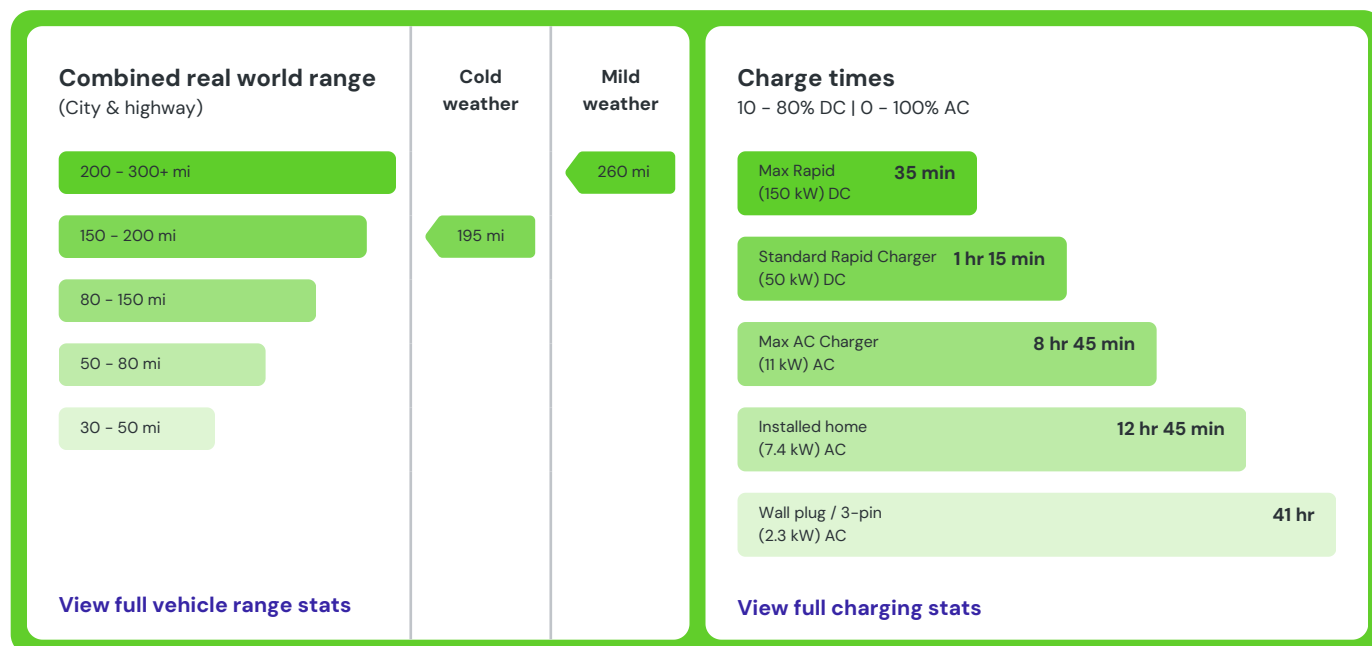 Combined real world range
(City & highway)
Cold
weather
Mild
weather
200 - 300+ mi
260 mi
150 - 200 mi
195 mi
80 - 150 mi
50 - 80 mi
30 - 50 mi
View full vehicle range stats
Charge times
10 - 80% DC | 0 - 100% AC
Max Rapid
(150 kW) DC
35 min
Standard Rapid Charger
(50 kW) DC
1 hr 15 min
Max AC Charger
(11 kW) AC
8 hr 45 min
Installed home
(7.4 kW) AC
12 hr 45 min
Wall plug / 3-pin
(2.3 kW) AC
41 hr
View full charging stats